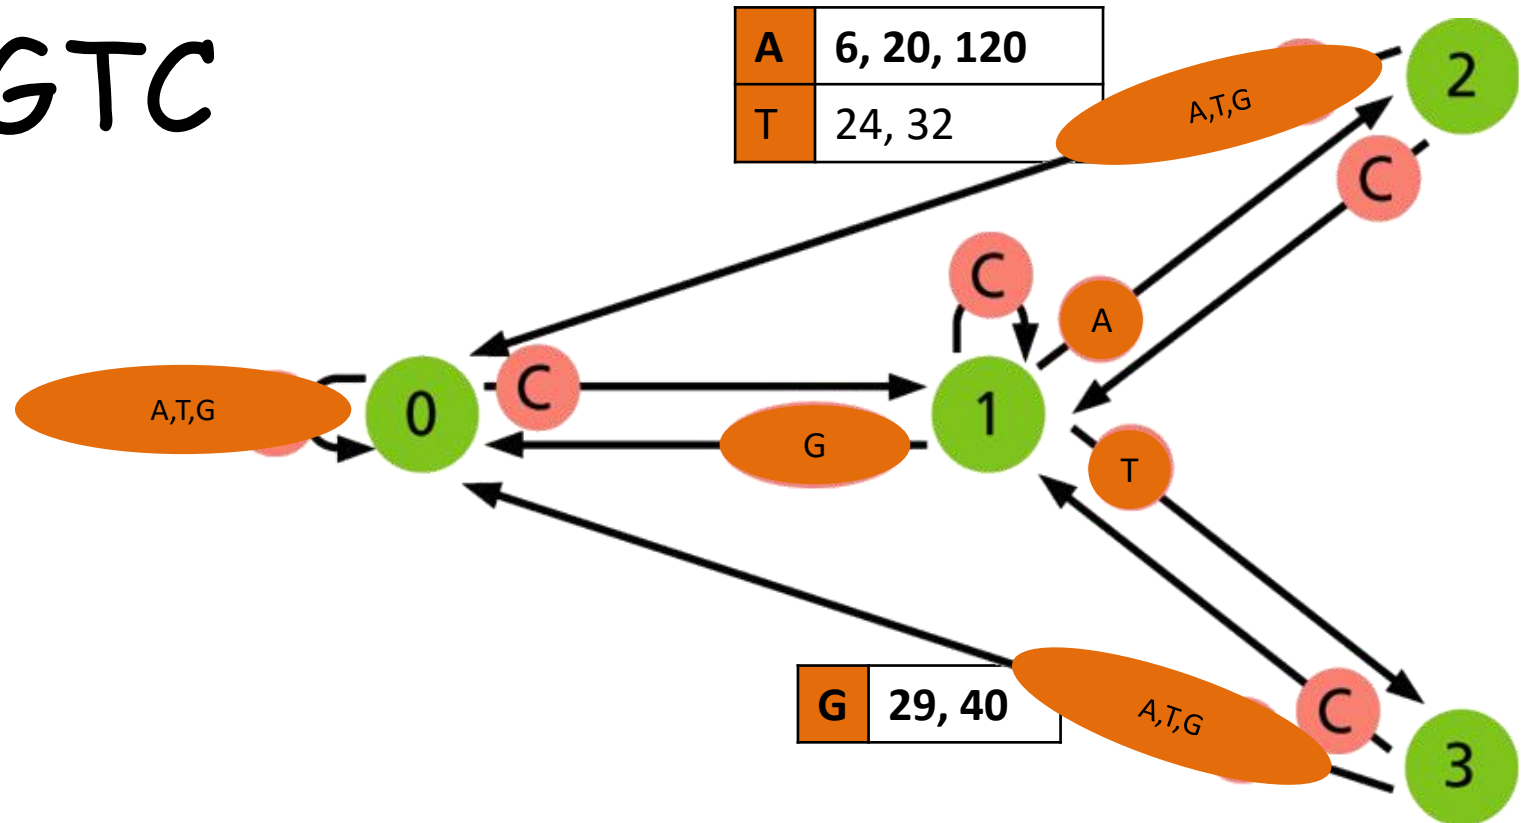 GTC
A 6, 20, 120
T 24, 32
A,T,G
2
C
C
A
A,T,G
0
C
1
G
T
G 29, 40
A,T,G
C
3